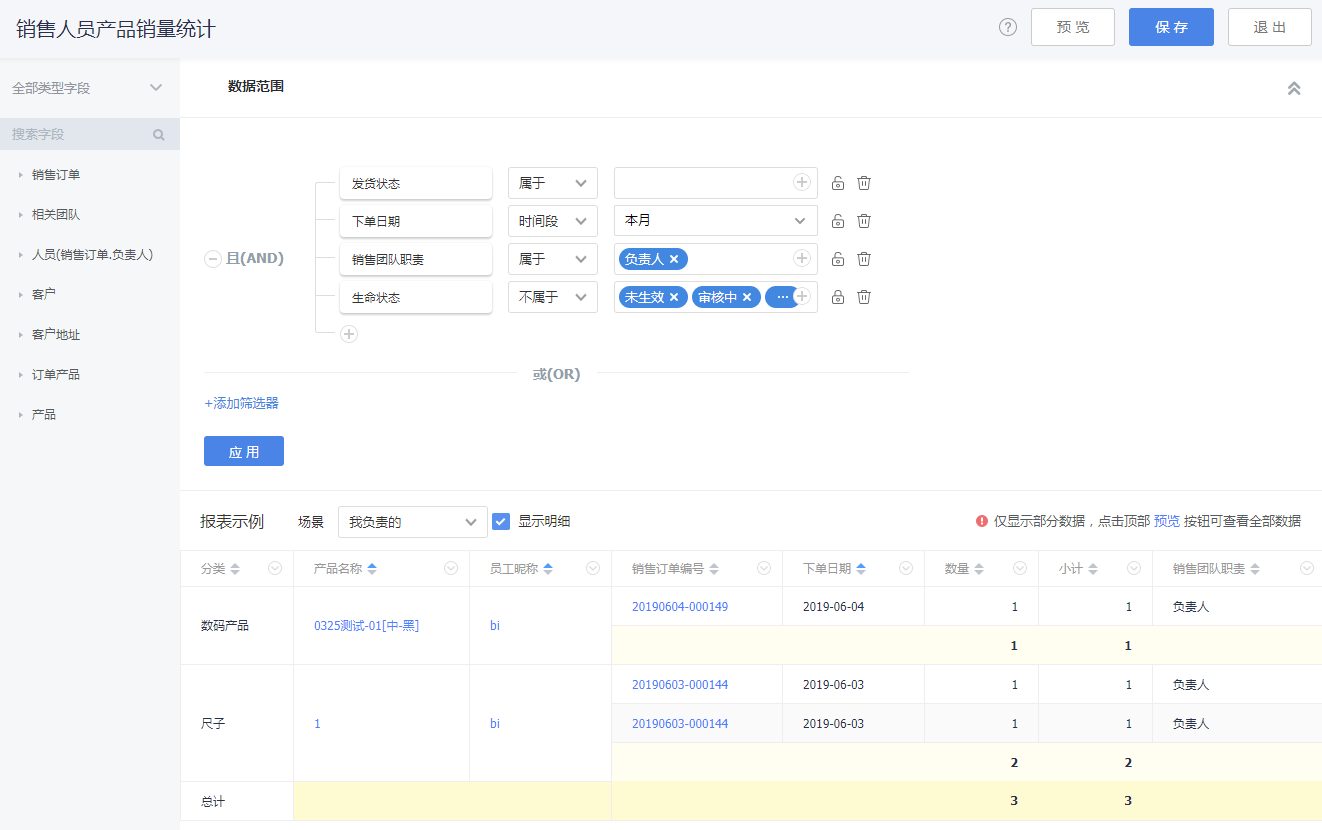 销售人员产品销量统计
? 预 览 保 存 退 出
全部类型字段
搜索字段
销售订单
相关团队
人员(销售订单.负责人)
客户
客户地址
订单产品
产品
数据范围
且(AND)
发货状态 属于
下单日期 时间段 本月
销售团队职责 属于 负责人 ×
生命状态 不属于 未生效 × 审核中 × ...
或(OR)
+添加筛选器
应 用
报表示例 场景 我负责的 显示明细 仅显示部分数据，点击顶部 预览 按钮可查看全部数据
分类 产品名称 员工昵称 销售订单编号 下单日期 数量 小计 销售团队职责
数码产品 0325测试-01[中-黑] bi 20190604-000149 2019-06-04 1 1 负责人
1 1
尺子 1 bi 20190603-000144 2019-06-03 1 1 负责人
20190603-000144 2019-06-03 1 1 负责人
2 2
总计 3 3